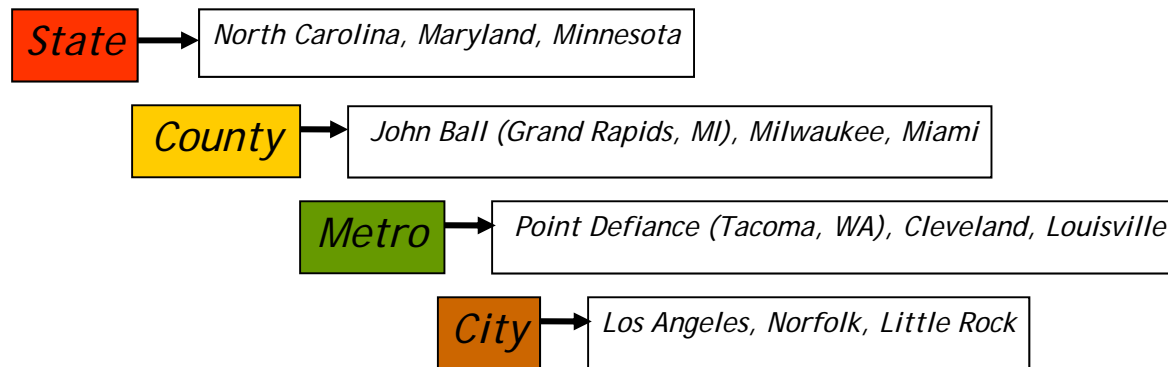 State
North Carolina, Maryland, Minnesota
County
John Ball (Grand Rapids, MI), Milwaukee, Miami
Metro
Point Defiance (Tacoma, WA), Cleveland, Louisville
City
Los Angeles, Norfolk, Little Rock